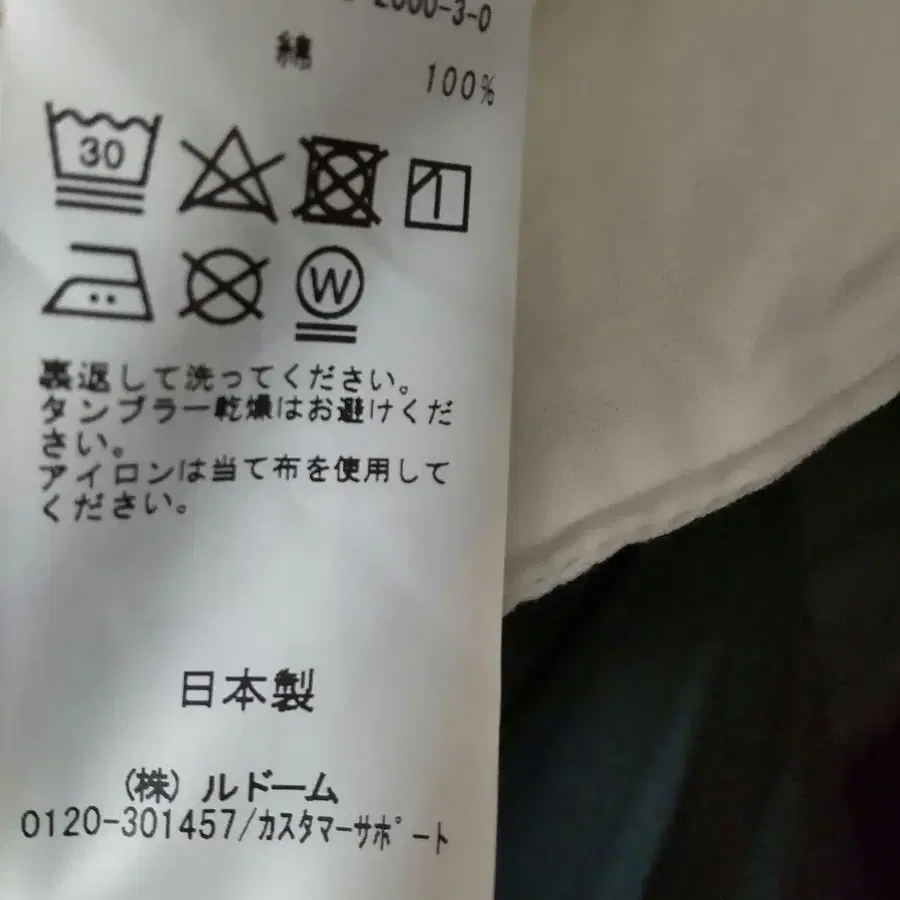 2000-3-0
綿
100%
30
W
裏返して洗ってください。
タンブラー乾燥はお避けくだ
さい。
アイロンは当て布を使用して
ください。
日本製
(株) ルドーム
0120-301457/カスタマーサポート